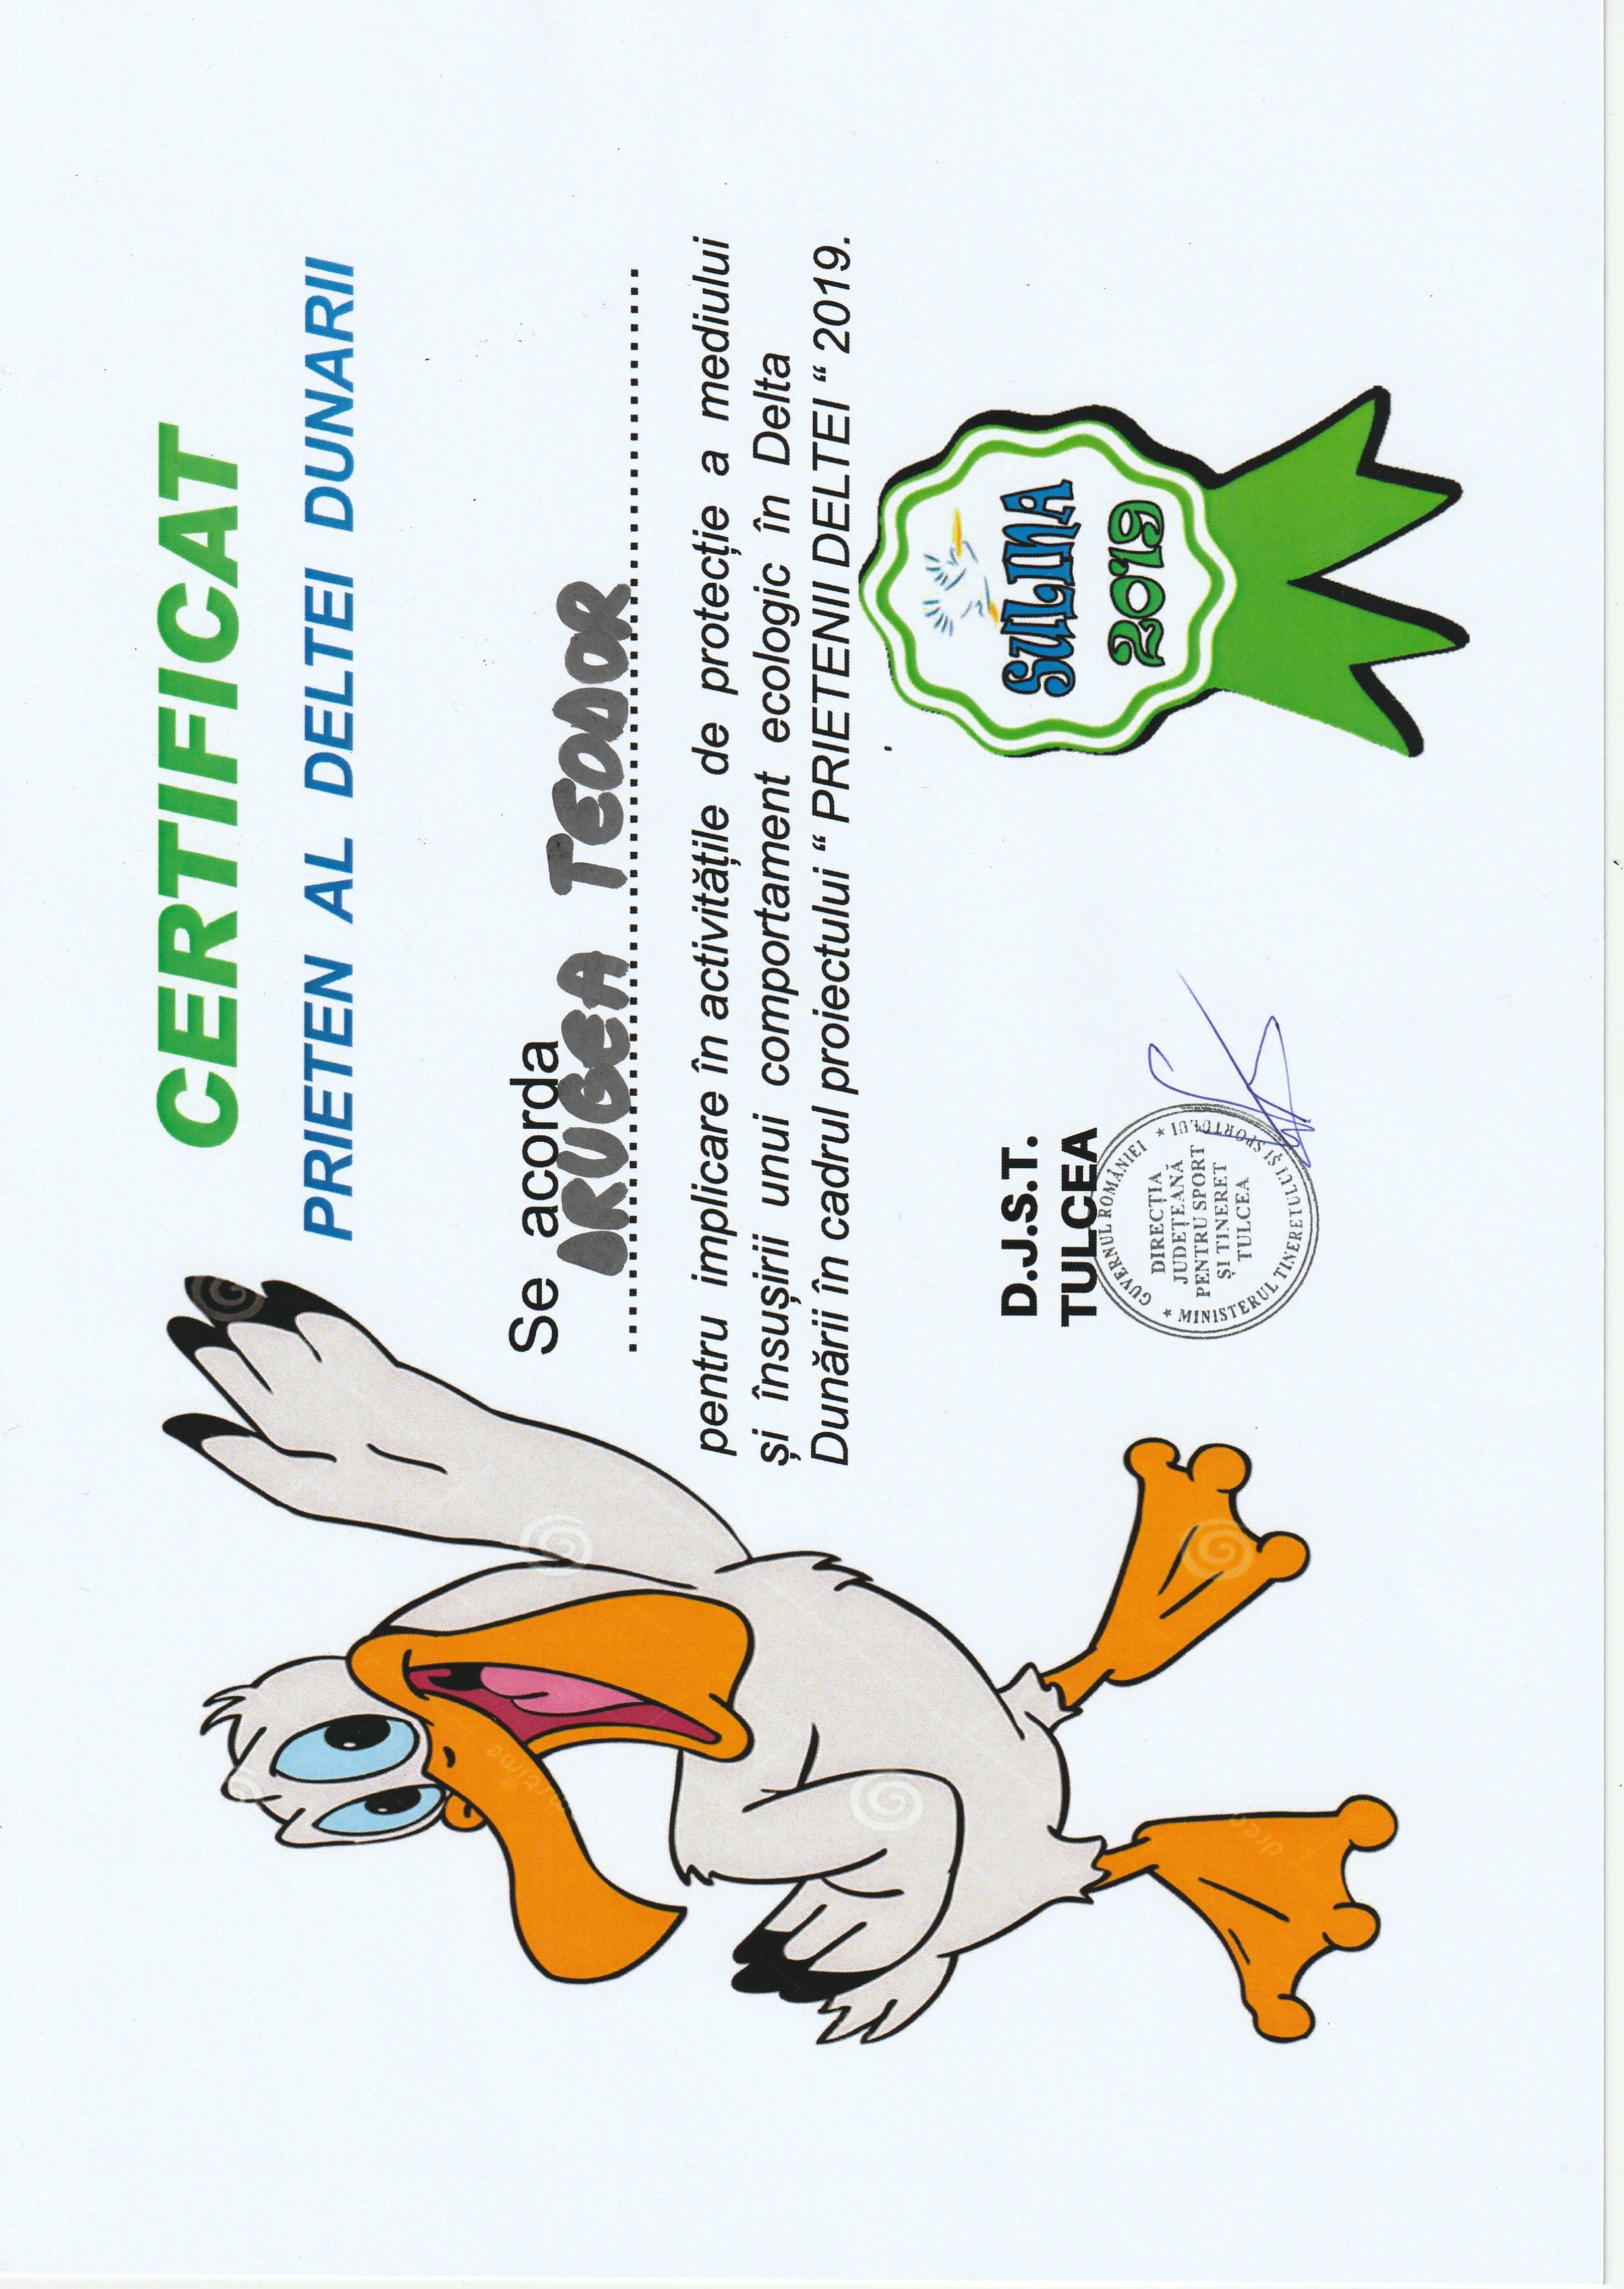 CERTIFICAT
PRIETEN AL DELTEI DUNARII
Se acorda
DRUGEA TEODOR
pentru implicare în activitățile de protecție a mediului
și însușirii unui comportament ecologic în Delta
Dunării în cadrul proiectului “ PRIETENII DELTEI “ 2019.
D.J.S.T.
TULCEA
GUVERNUL ROMÂNIEI
MINISTERUL TINERETULUI ȘI SPORTULUI
DIRECȚIA
JUDEȚEANĂ
PENTRU SPORT
ȘI TINERET
TULCEA
SULINA
2019